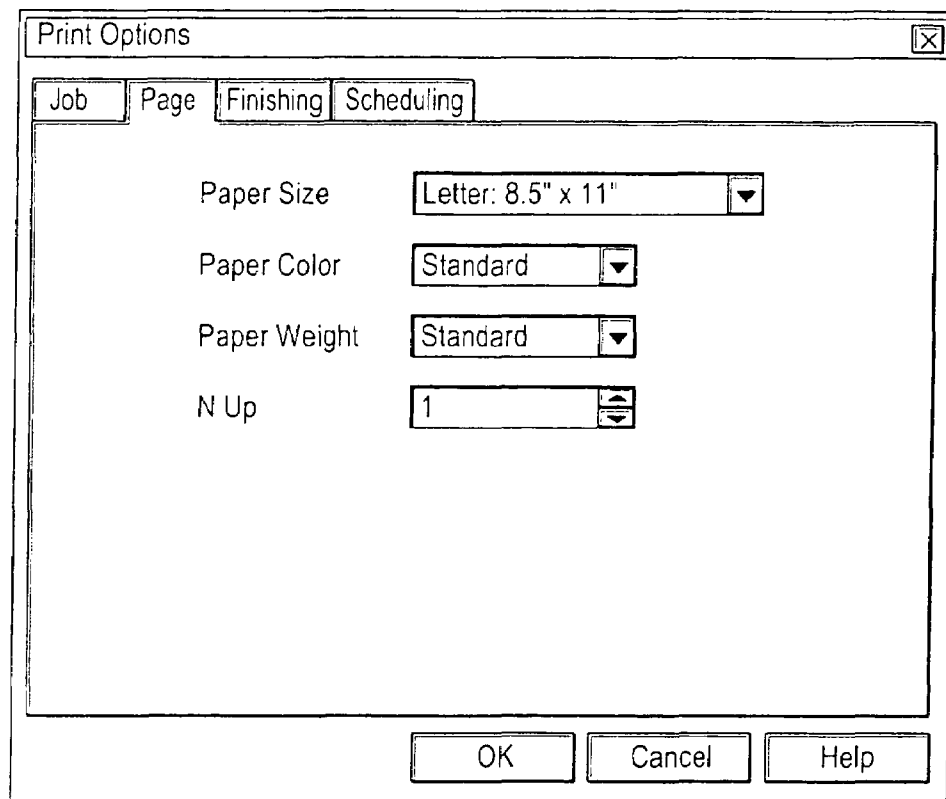 Print Options
Job Page Finishing Scheduling
Paper Size Letter: 8.5" x 11"
Paper Color Standard
Paper Weight Standard
N Up 1
OK Cancel Help